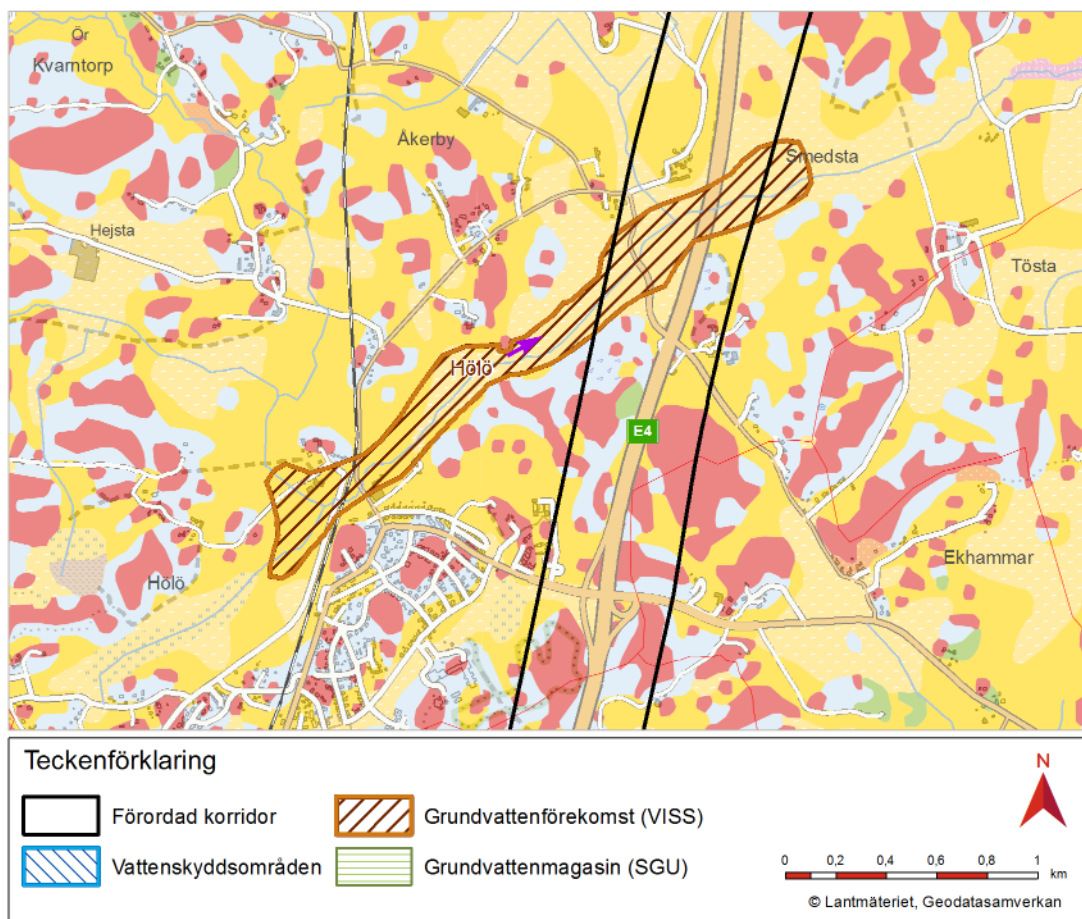 Ör
Kvarntorp
Åkerby
Smedsta
Hejsta
Tösta
Hölö
E4
Ekhammar
Hölö
Teckenförklaring
N
Förordad korridor
Grundvattenförekomst (VISS)
Vattenskyddsområden
Grundvattenmagasin (SGU)
0 0,2 0,4 0,6 0,8 1
km
© Lantmäteriet, Geodatasamverkan